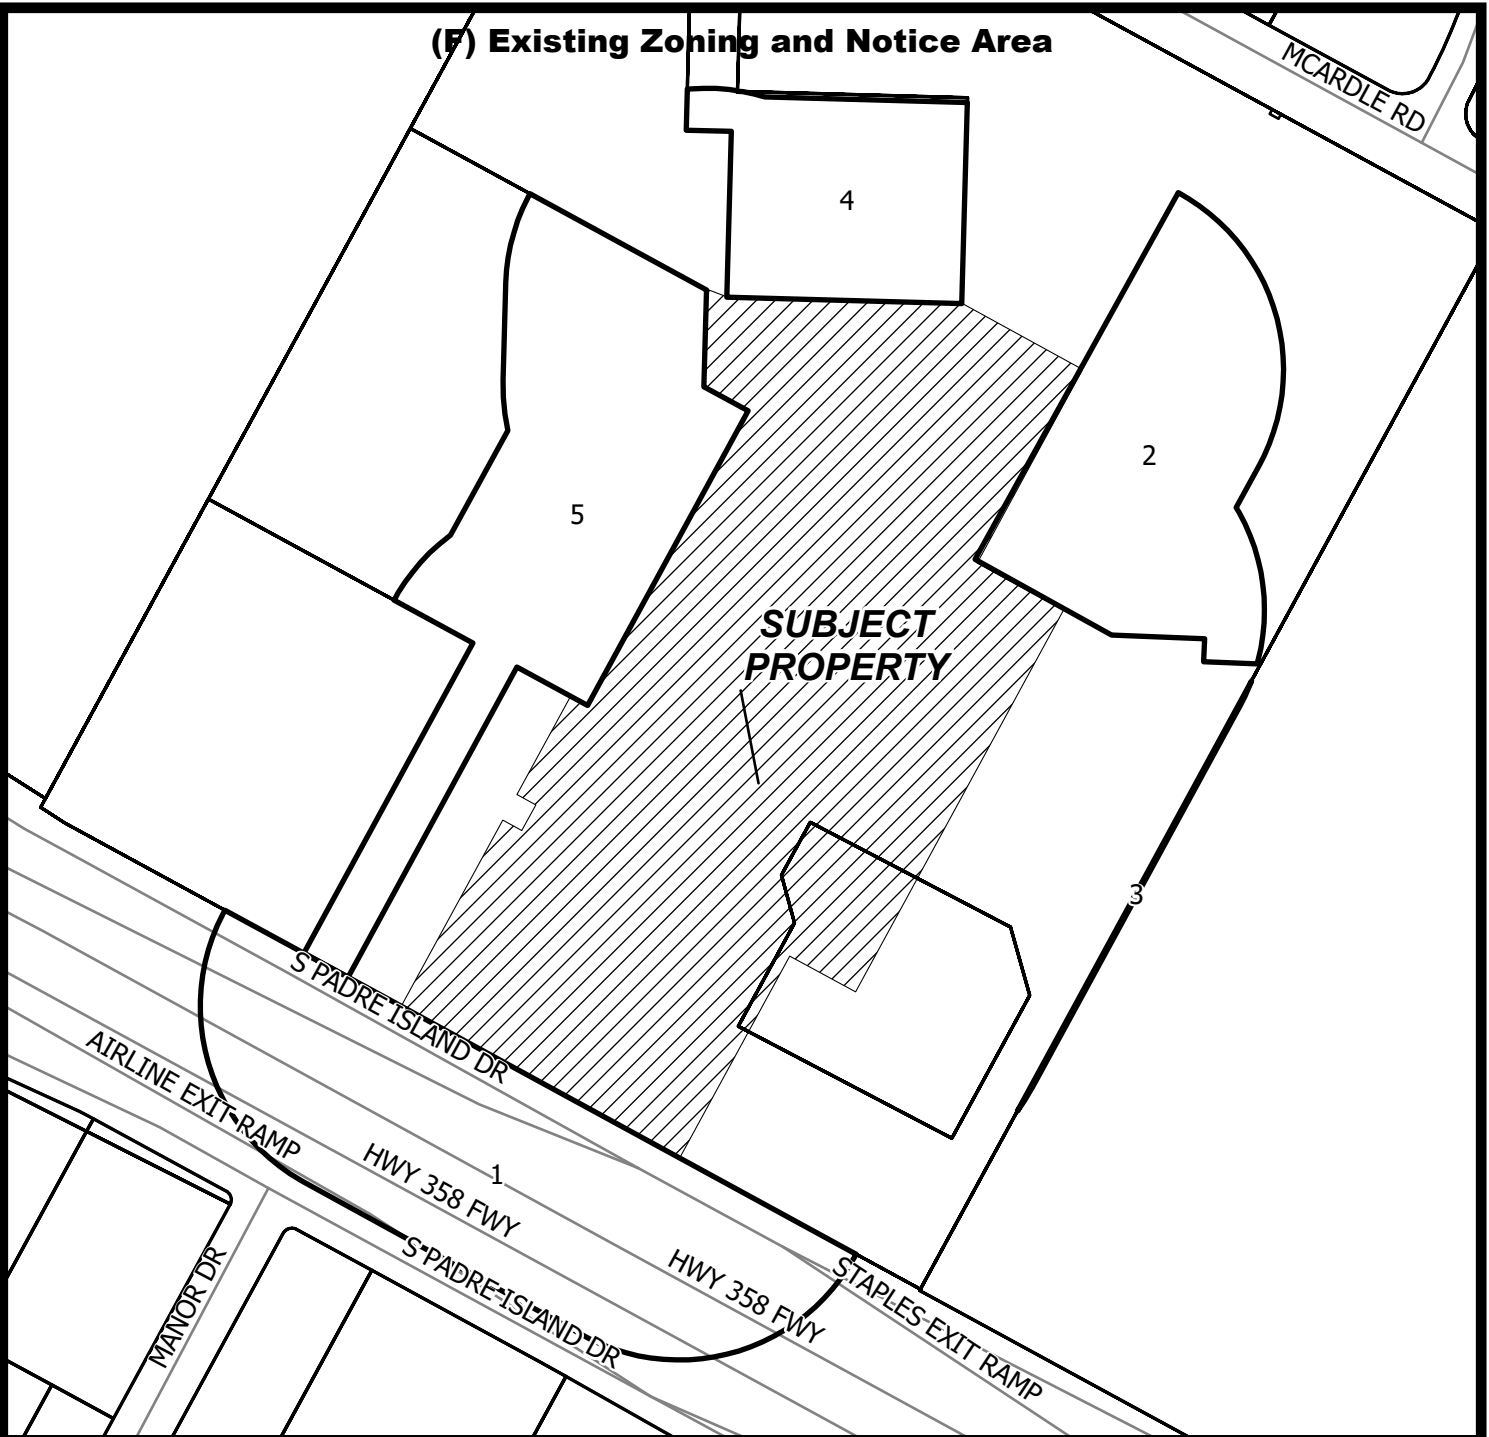 (F) Existing Zoning and Notice Area
MCARDLE RD
4
2
5
SUBJECT
PROPERTY
3
S PADRE ISLAND DR
AIRLINE EXIT RAMP
HWY 358 FWY
1
S PADRE ISLAND DR
HWY 358 FWY
STAPLES EXIT RAMP
MANOR DR